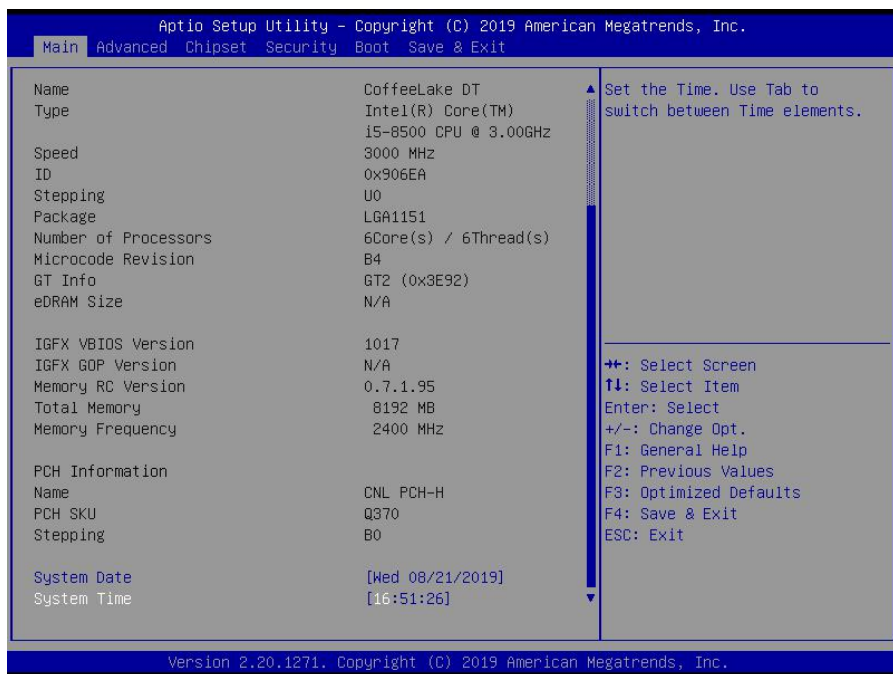 Aptio Setup Utility – Copyright (C) 2019 American Megatrends, Inc.
Main Advanced Chipset Security Boot Save & Exit
Name CoffeeLake DT
Type Intel(R) Core(TM)
i5-8500 CPU @ 3.00GHz
Speed 3000 MHz
ID 0x906EA
Stepping U0
Package LGA1151
Number of Processors 6Core(s) / 6Thread(s)
Microcode Revision B4
GT Info GT2 (0x3E92)
eDRAM Size N/A
IGFX VBIOS Version 1017
IGFX GOP Version N/A
Memory RC Version 0.7.1.95
Total Memory 8192 MB
Memory Frequency 2400 MHz
PCH Information
Name CNL PCH-H
PCH SKU Q370
Stepping B0
System Date [Wed 08/21/2019]
System Time [16:51:26]
Set the Time. Use Tab to
switch between Time elements.
→←: Select Screen
↑↓: Select Item
Enter: Select
+/-: Change Opt.
F1: General Help
F2: Previous Values
F3: Optimized Defaults
F4: Save & Exit
ESC: Exit
Version 2.20.1271. Copyright (C) 2019 American Megatrends, Inc.